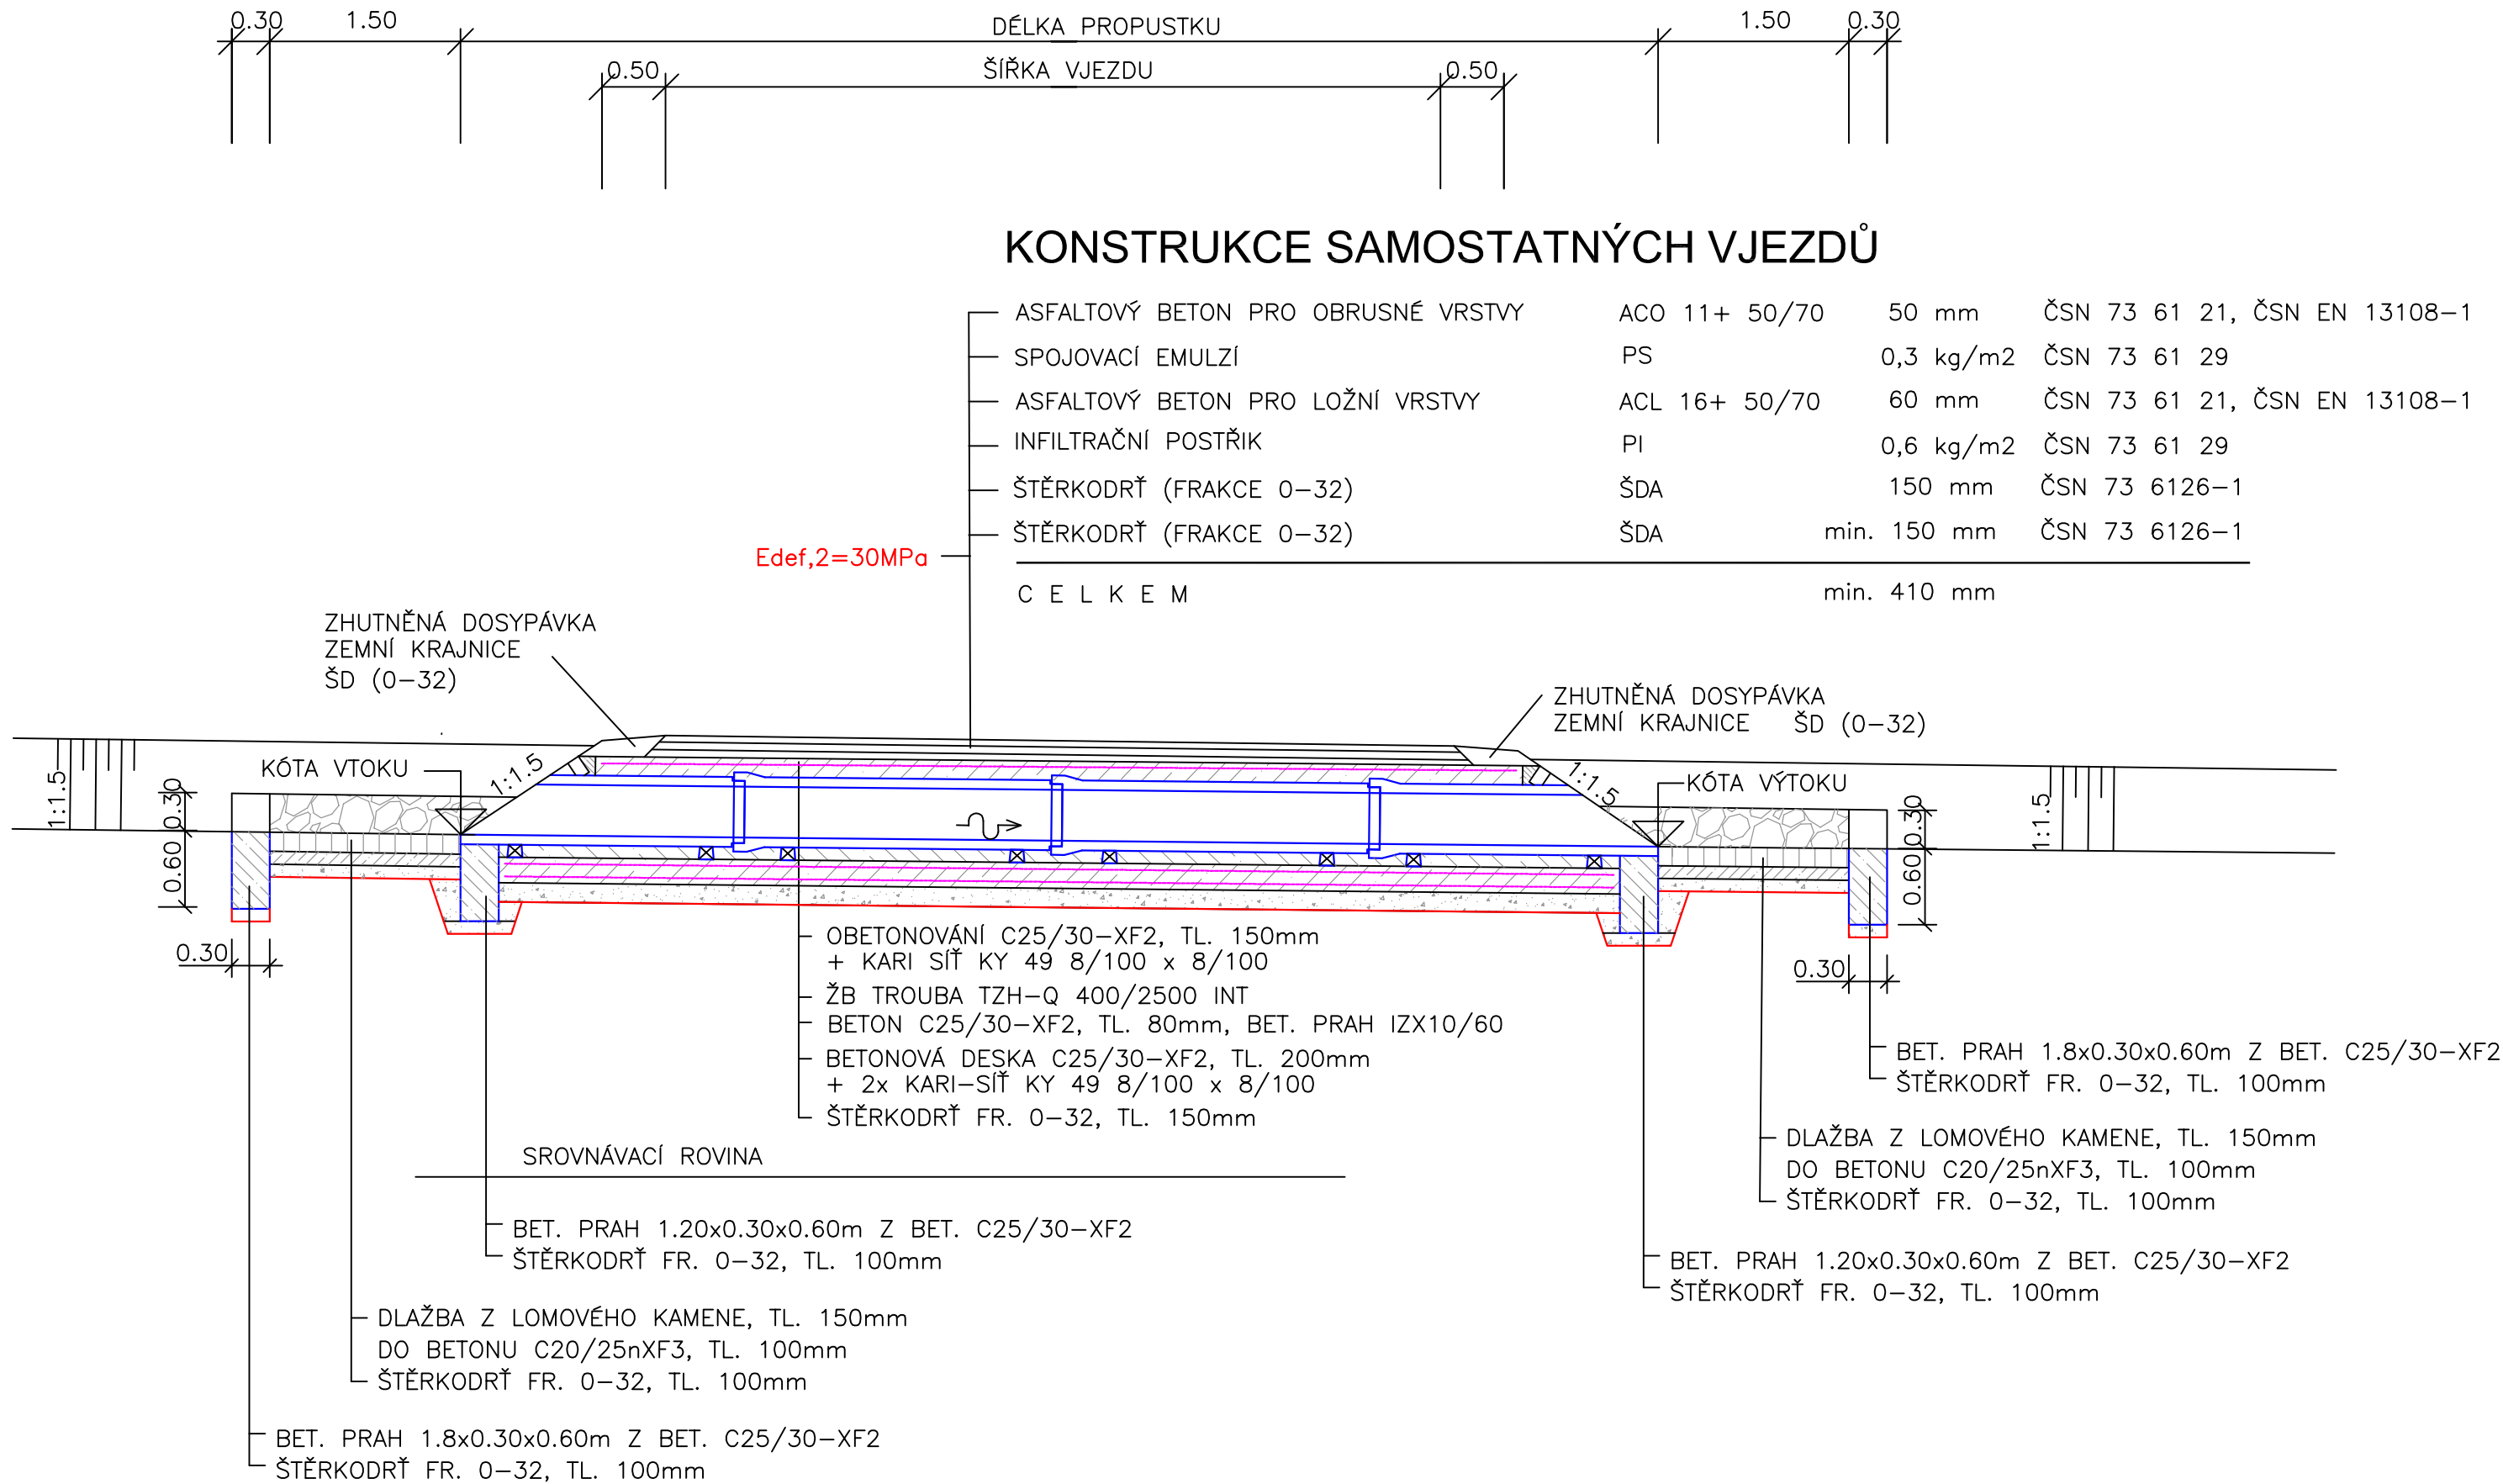 0.30 1.50 DÉLKA PROPUSTKU 1.50 0.30
0.50 ŠÍŘKA VJEZDU 0.50
KONSTRUKCE SAMOSTATNÝCH VJEZDŮ
ASFALTOVÝ BETON PRO OBRUSNÉ VRSTVY ACO 11+ 50/70 50 mm ČSN 73 61 21, ČSN EN 13108-1
SPOJOVACÍ EMULZÍ PS 0,3 kg/m2 ČSN 73 61 29
ASFALTOVÝ BETON PRO LOŽNÍ VRSTVY ACL 16+ 50/70 60 mm ČSN 73 61 21, ČSN EN 13108-1
INFILTRAČNÍ POSTŘIK PI 0,6 kg/m2 ČSN 73 61 29
ŠTĚRKODRŤ (FRAKCE 0-32) ŠDA 150 mm ČSN 73 6126-1
ŠTĚRKODRŤ (FRAKCE 0-32) ŠDA min. 150 mm ČSN 73 6126-1
Edef,2=30MPa
C E L K E M min. 410 mm
ZHUTNĚNÁ DOSYPÁVKA
ZEMNÍ KRAJNICE
ŠD (0-32)
ZHUTNĚNÁ DOSYPÁVKA
ZEMNÍ KRAJNICE ŠD (0-32)
1:1.5
0.30
0.60
KÓTA VTOKU
1:1.5
1:1.5
KÓTA VÝTOKU
0.30
0.60
1:1.5
0.30
0.30
OBETONOVÁNÍ C25/30-XF2, TL. 150mm
+ KARI SÍŤ KY 49 8/100 x 8/100
ŽB TROUBA TZH-Q 400/2500 INT
BETON C25/30-XF2, TL. 80mm, BET. PRAH IZX10/60
BETONOVÁ DESKA C25/30-XF2, TL. 200mm
+ 2x KARI-SÍŤ KY 49 8/100 x 8/100
ŠTĚRKODRŤ FR. 0-32, TL. 150mm
BET. PRAH 1.8x0.30x0.60m Z BET. C25/30-XF2
ŠTĚRKODRŤ FR. 0-32, TL. 100mm
DLAŽBA Z LOMOVÉHO KAMENE, TL. 150mm
DO BETONU C20/25nXF3, TL. 100mm
ŠTĚRKODRŤ FR. 0-32, TL. 100mm
SROVNÁVACÍ ROVINA
BET. PRAH 1.20x0.30x0.60m Z BET. C25/30-XF2
ŠTĚRKODRŤ FR. 0-32, TL. 100mm
BET. PRAH 1.20x0.30x0.60m Z BET. C25/30-XF2
ŠTĚRKODRŤ FR. 0-32, TL. 100mm
DLAŽBA Z LOMOVÉHO KAMENE, TL. 150mm
DO BETONU C20/25nXF3, TL. 100mm
ŠTĚRKODRŤ FR. 0-32, TL. 100mm
BET. PRAH 1.8x0.30x0.60m Z BET. C25/30-XF2
ŠTĚRKODRŤ FR. 0-32, TL. 100mm